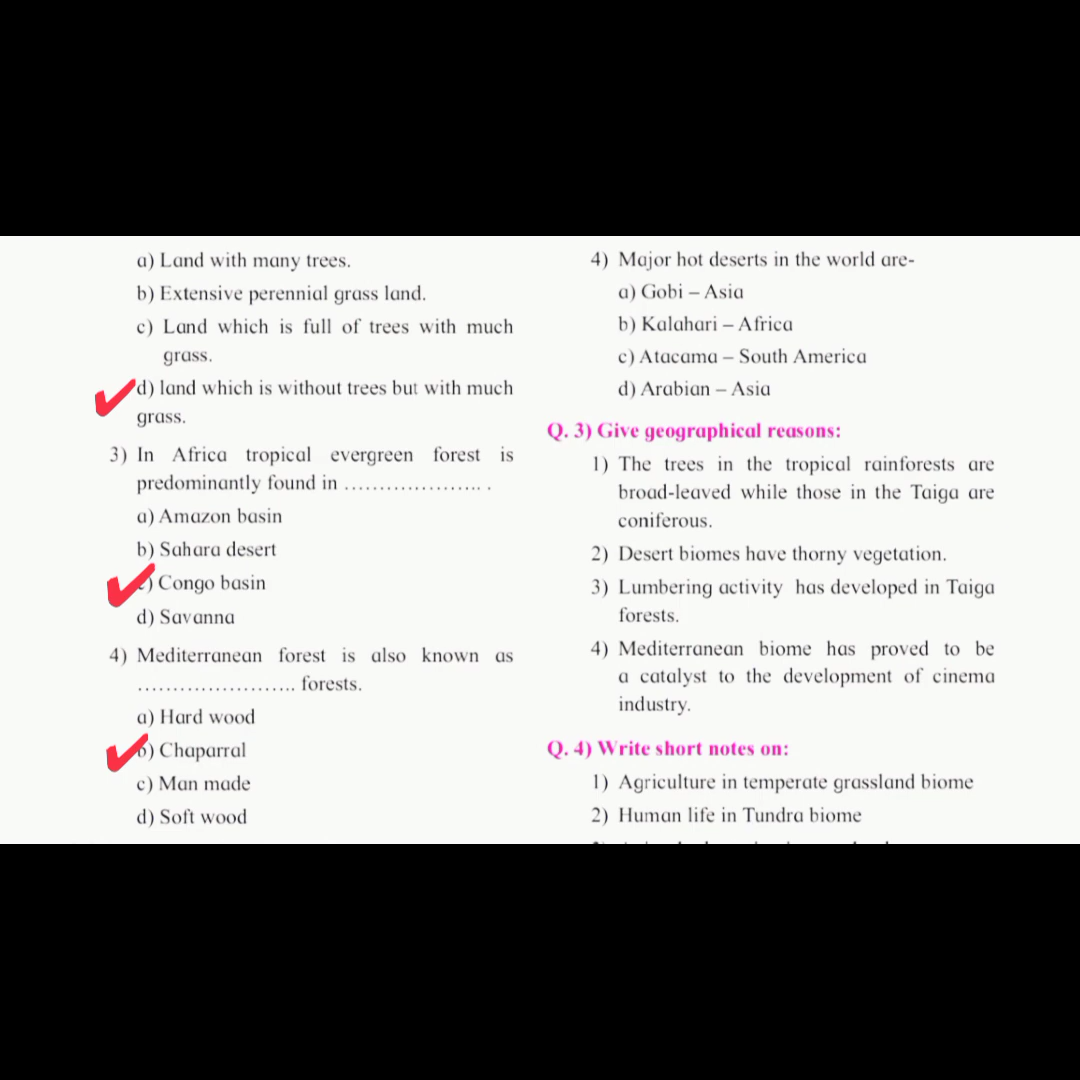 a) Land with many trees.
b) Extensive perennial grass land.
c) Land which is full of trees with much
grass.
d) land which is without trees but with much
grass.
3) In Africa tropical evergreen forest is
predominantly found in .................... .
a) Amazon basin
b) Sahara desert
) Congo basin
d) Savanna
4) Mediterranean forest is also known as
....................... forests.
a) Hard wood
b) Chaparral
c) Man made
d) Soft wood
4) Major hot deserts in the world are-
a) Gobi – Asia
b) Kalahari – Africa
c) Atacama – South America
d) Arabian – Asia
Q. 3) Give geographical reasons:
1) The trees in the tropical rainforests are
broad-leaved while those in the Taiga are
coniferous.
2) Desert biomes have thorny vegetation.
3) Lumbering activity has developed in Taiga
forests.
4) Mediterranean biome has proved to be
a catalyst to the development of cinema
industry.
Q. 4) Write short notes on:
1) Agriculture in temperate grassland biome
2) Human life in Tundra biome